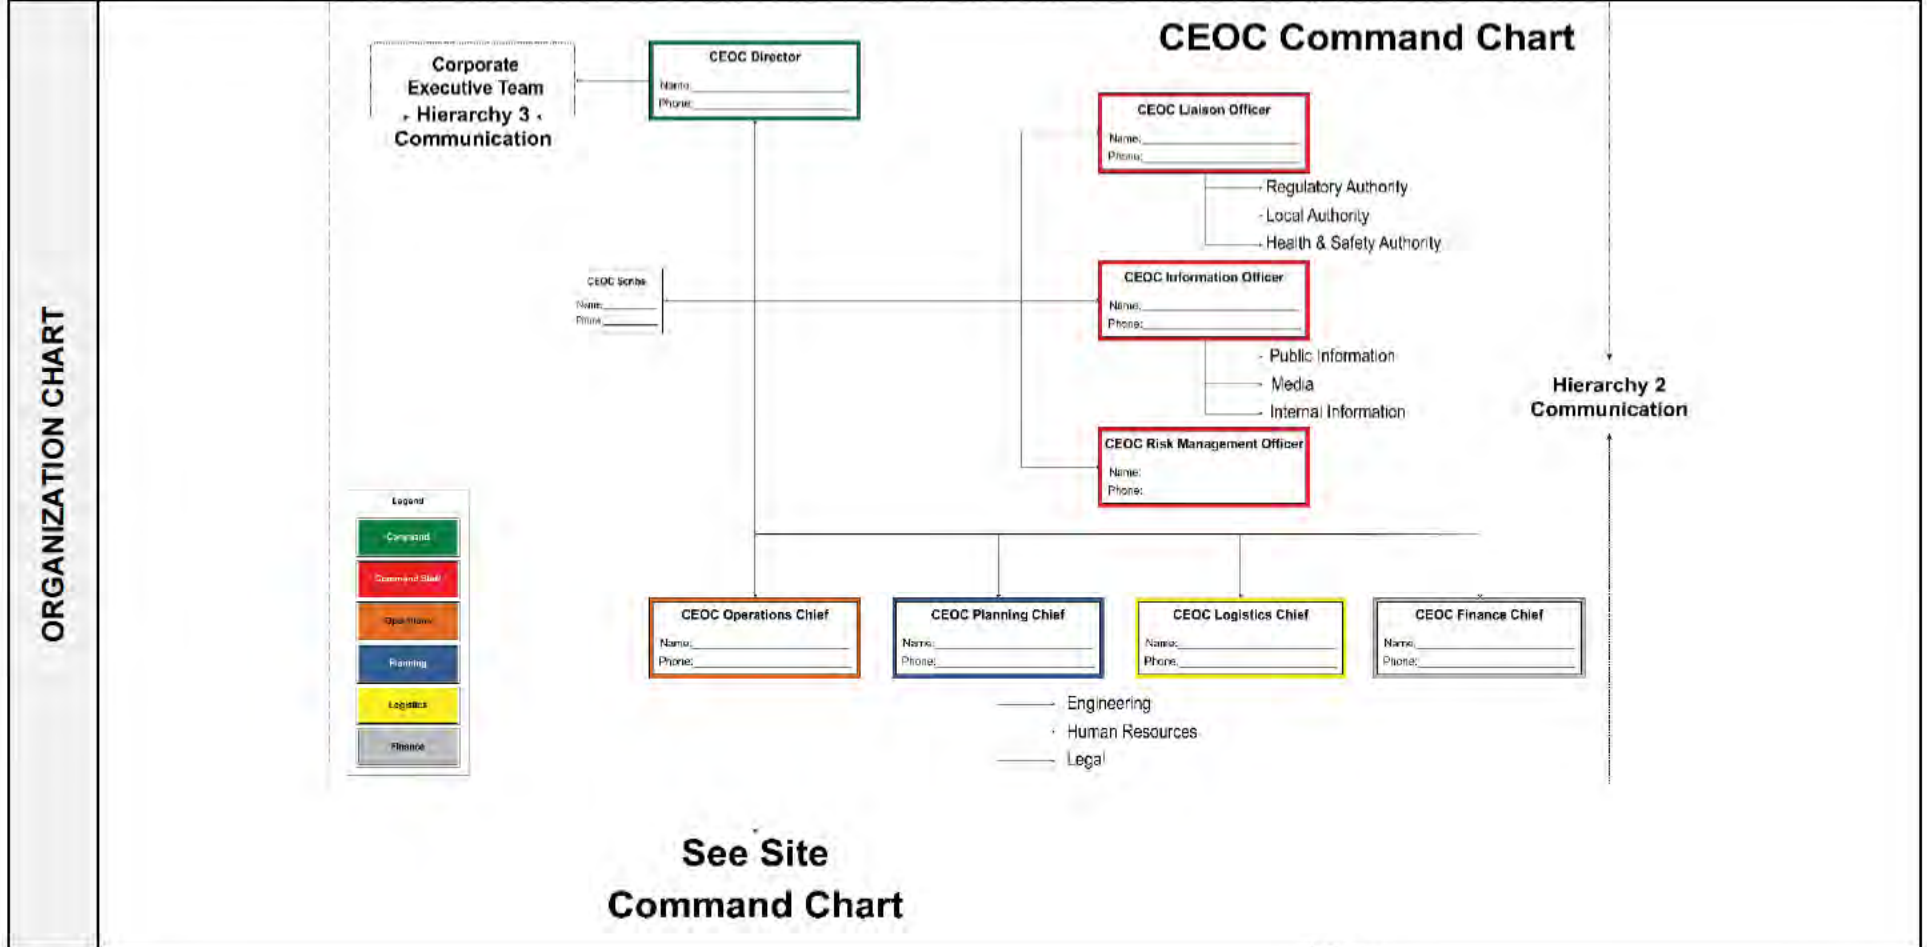 ORGANIZATION CHART
CEOC Command Chart
Corporate
Executive Team
Hierarchy 3
Communication
CEOC Director
Name:
Phone:
CEOC Liaison Officer
Name:
Phone:
- Regulatory Authority
- Local Authority
- Health & Safety Authority
CEOC Scribe
Name:
Phone:
CEOC Information Officer
Name:
Phone:
- Public Information
- Media
- Internal Information
Hierarchy 2
Communication
CEOC Risk Management Officer
Name:
Phone:
Legend
Command
Command Staff
Operations
Planning
Logistics
Finance
CEOC Operations Chief
Name:
Phone:
CEOC Planning Chief
Name:
Phone:
CEOC Logistics Chief
Name:
Phone:
CEOC Finance Chief
Name:
Phone:
Engineering
Human Resources
Legal
See Site
Command Chart